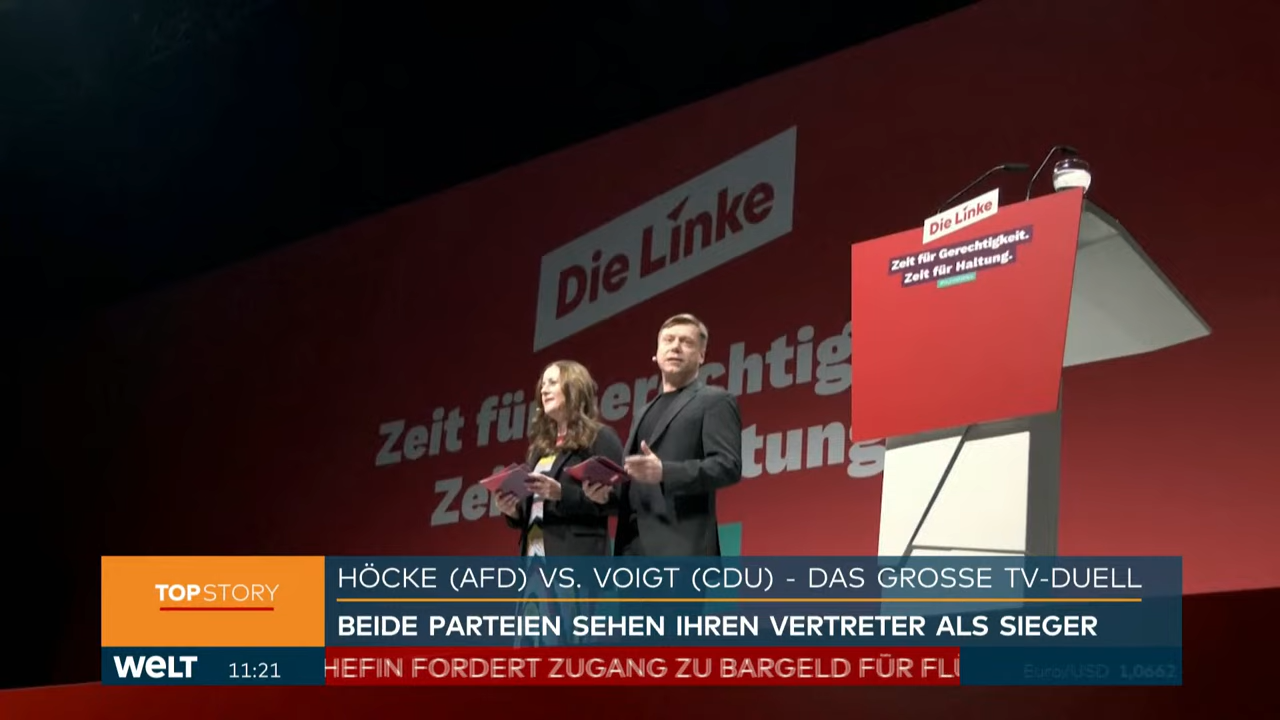 Die Linke
Zeit für Gerechtig
Zei tung
Die Linke
Zeit für Gerechtigkeit.
Zeit für Haltung.
TOPSTORY
HÖCKE (AFD) VS. VOIGT (CDU) - DAS GROSSE TV-DUELL
BEIDE PARTEIEN SEHEN IHREN VERTRETER ALS SIEGER
WELT 11:21 HEFIN FORDERT ZUGANG ZU BARGELD FÜR FLÜ Euro/USD 1,0662